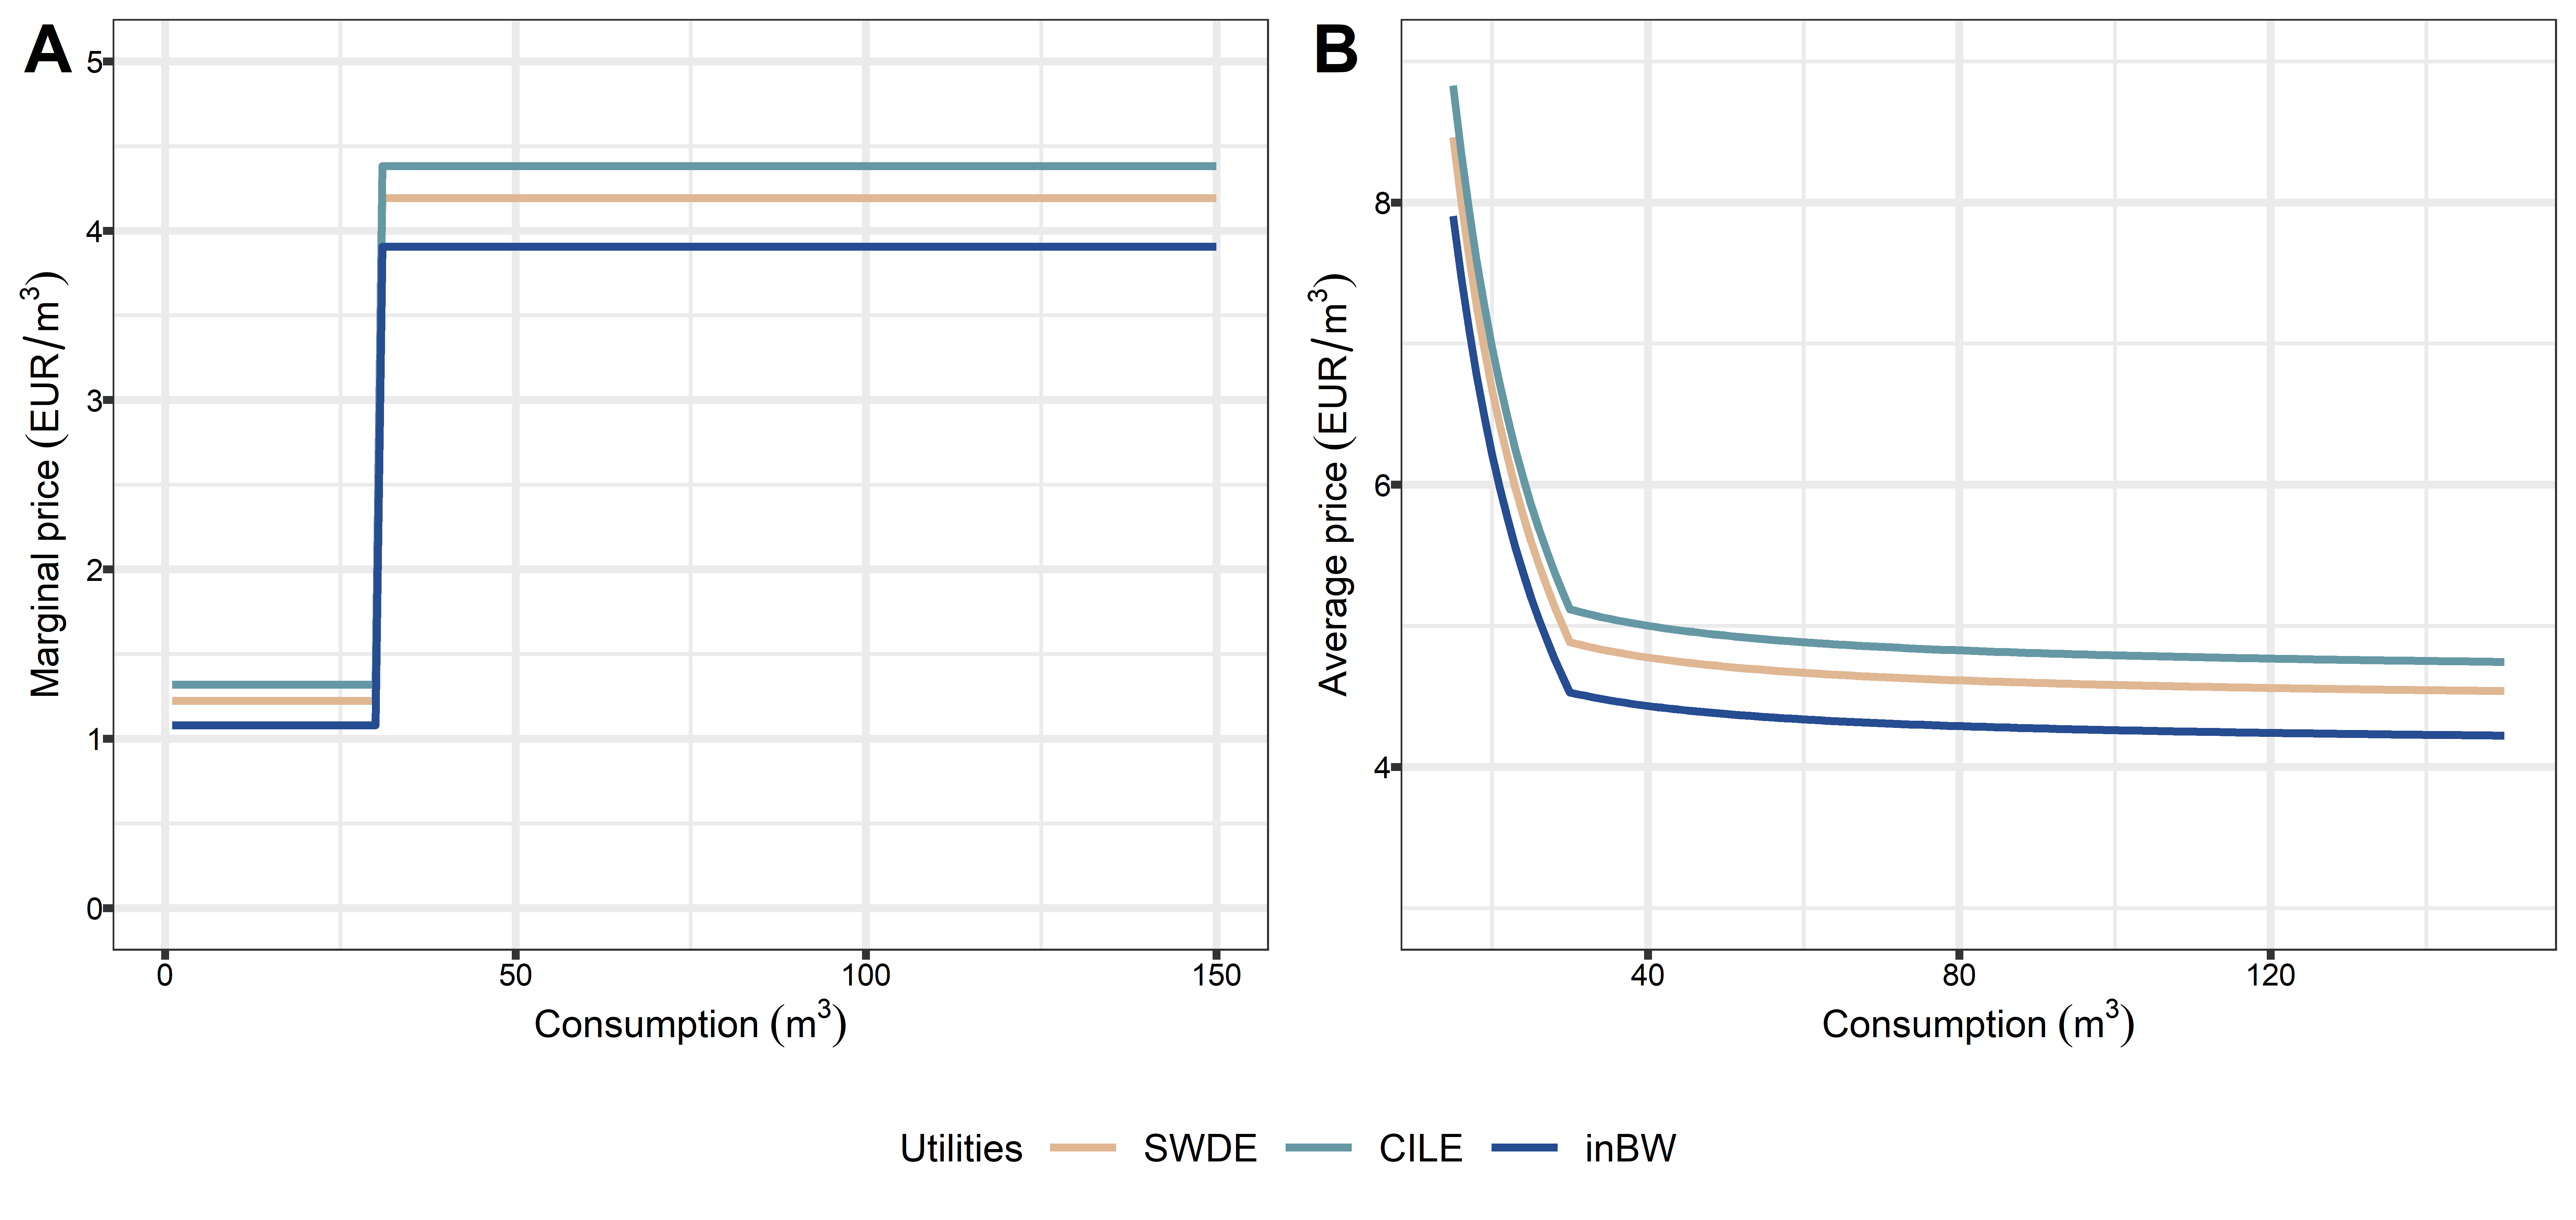 A
5
4
3
2
1
0
Marginal price (EUR/m³)
0 50 100 150
Consumption (m³)
B
8
6
4
Average price (EUR/m³)
40 80 120
Consumption (m³)
Utilities SWDE CILE inBW